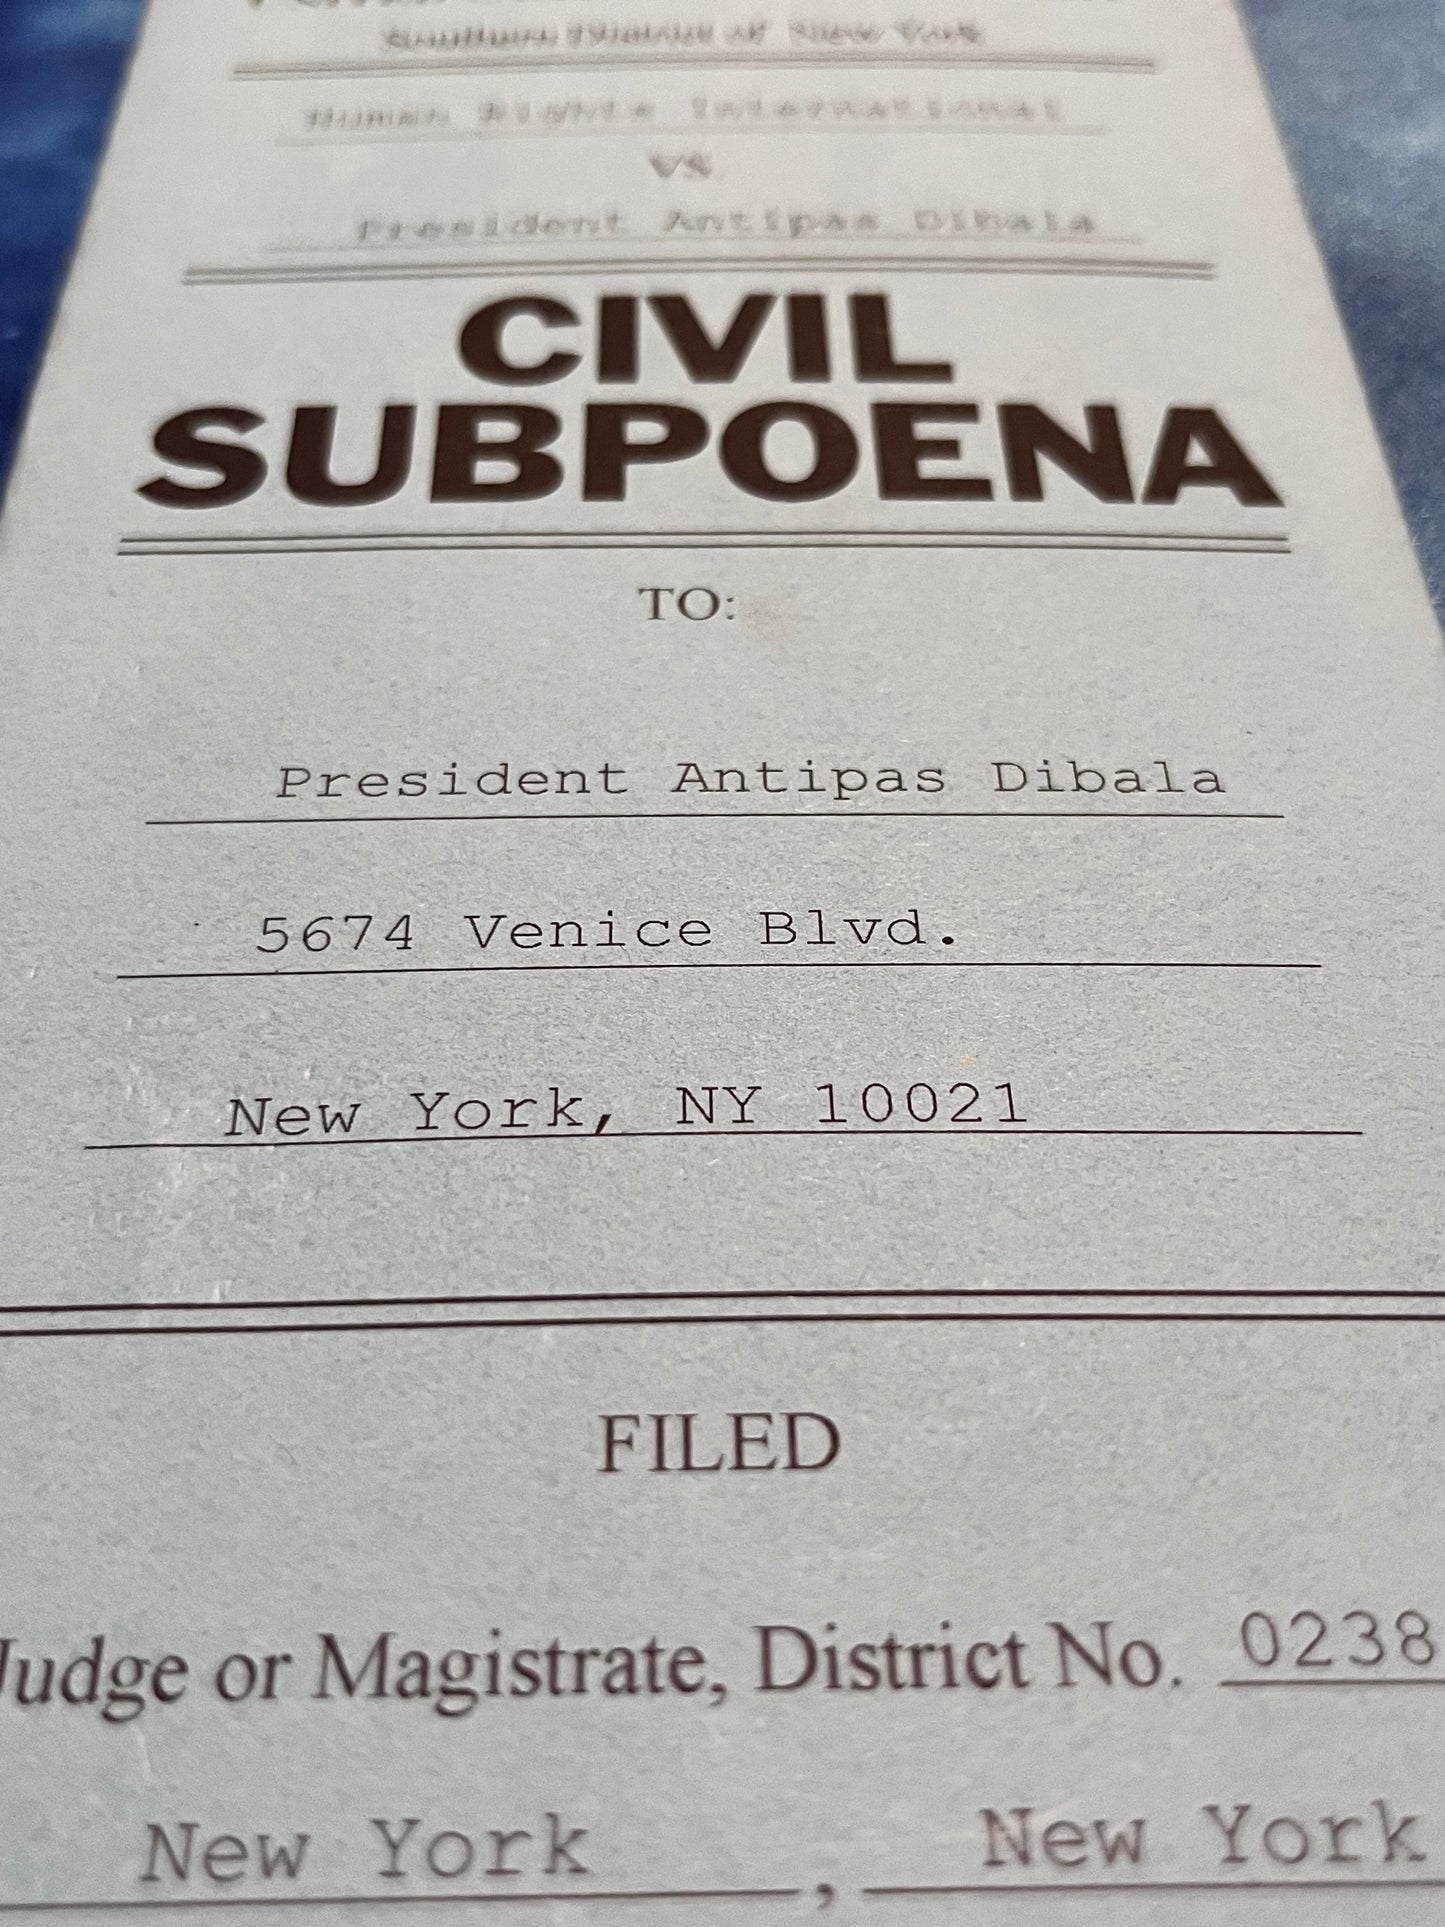 Southern District of New York
Human Rights International
vs
President Antipas Dibala
CIVIL
SUBPOENA
TO:
President Antipas Dibala
5674 Venice Blvd.
New York, NY 10021
FILED
Judge or Magistrate, District No. 0238
New York, New York